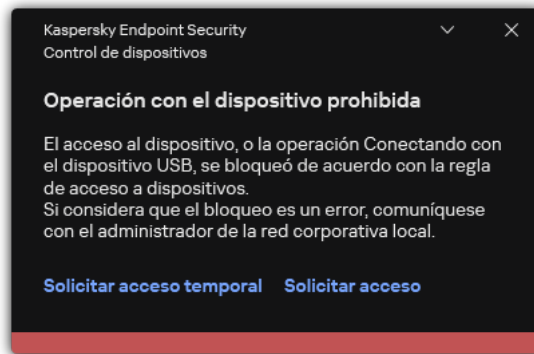 Kaspersky Endpoint Security
Control de dispositivos
Operación con el dispositivo prohibida
El acceso al dispositivo, o la operación Conectando con
el dispositivo USB, se bloqueó de acuerdo con la regla
de acceso a dispositivos.
Si considera que el bloqueo es un error, comuníquese
con el administrador de la red corporativa local.
Solicitar acceso temporal Solicitar acceso